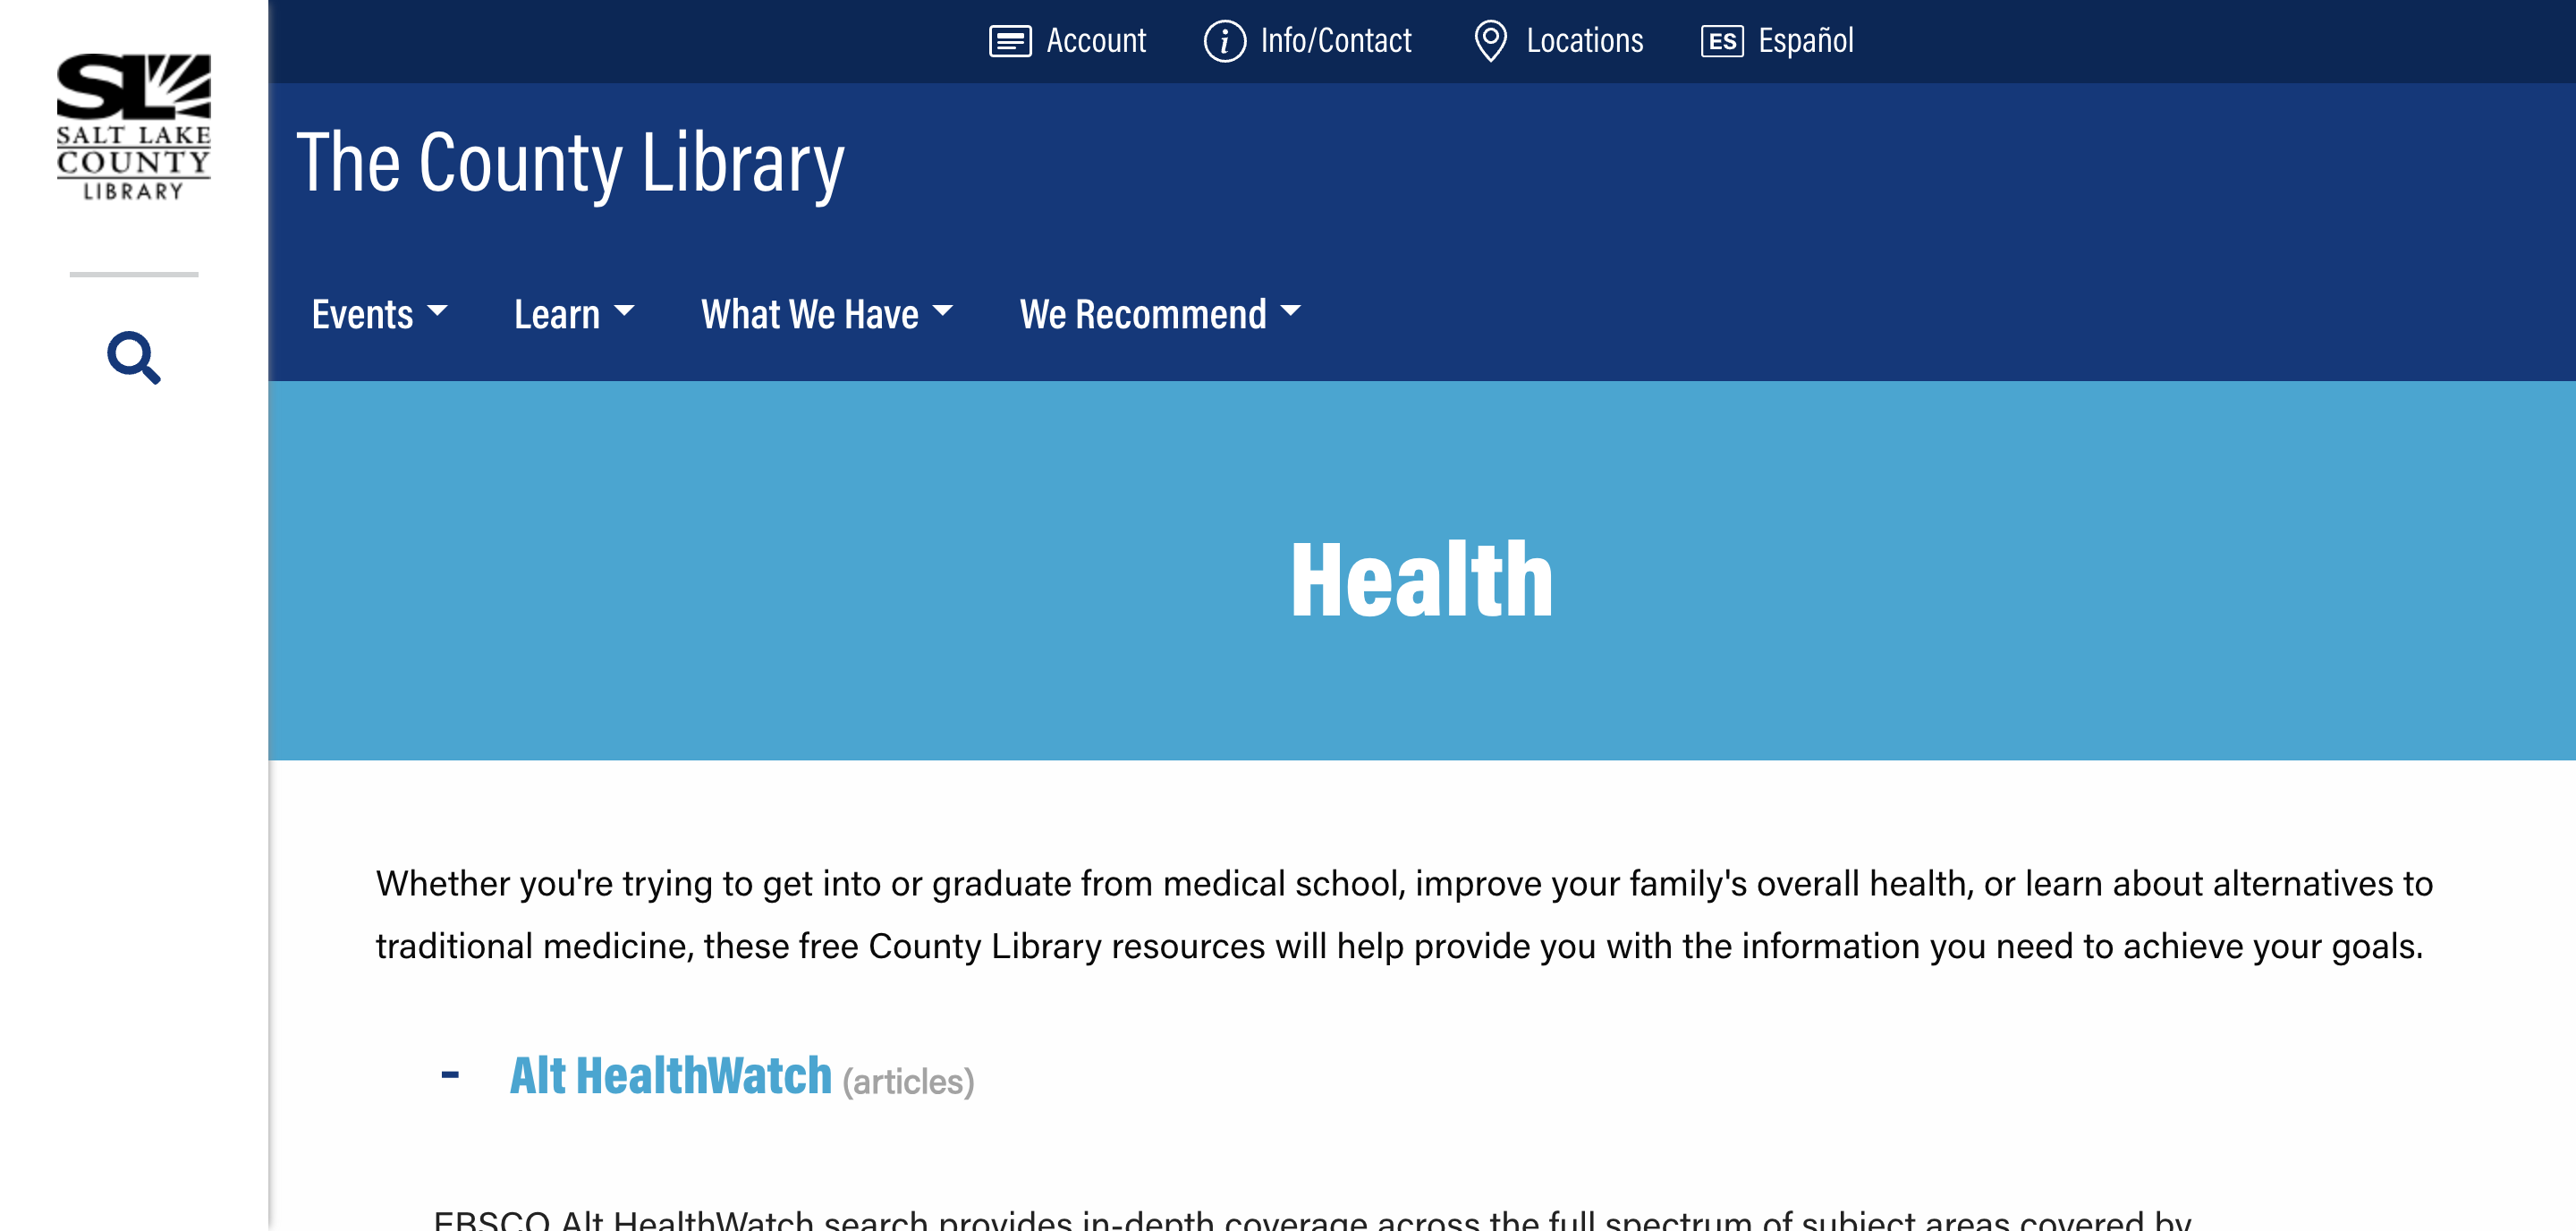 SL
SALT LAKE
COUNTY
LIBRARY
Account
Info/Contact
Locations
ES Español
The County Library
Events
Learn
What We Have
We Recommend
Health
Whether you're trying to get into or graduate from medical school, improve your family's overall health, or learn about alternatives to
traditional medicine, these free County Library resources will help provide you with the information you need to achieve your goals.
- Alt HealthWatch (articles)
EBSCO Alt HealthWatch search provides in-depth coverage across the full spectrum of subject areas covered by